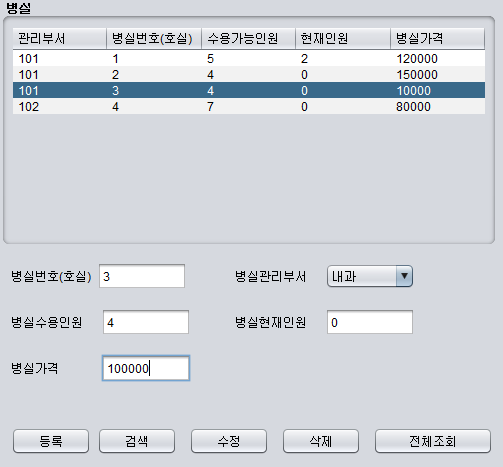 병실
관리부서 병실번호(호실) 수용가능인원 현재인원 병실가격
101 1 5 2 120000
101 2 4 0 150000
101 3 4 0 10000
102 4 7 0 80000
병실번호(호실) 3 병실관리부서 내과
병실수용인원 4 병실현재인원 0
병실가격 100000
등록 검색 수정 삭제 전체조회